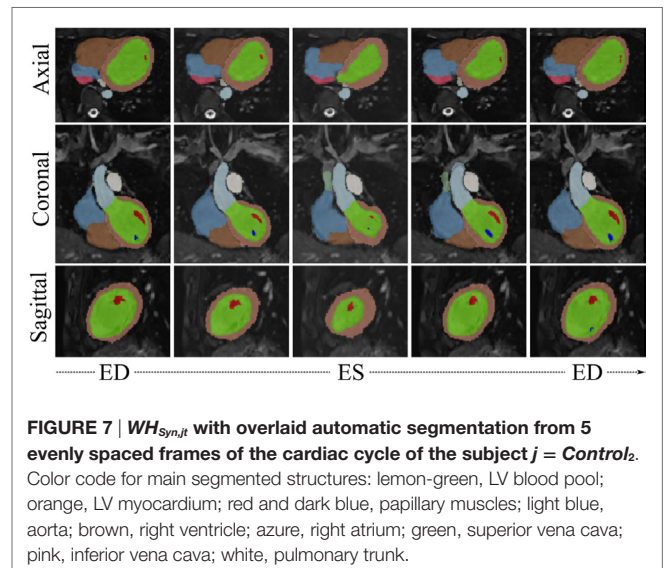 Axial
Coronal
Sagittal
ED
ES
ED
FIGURE 7 | WH_Syn,jt with overlaid automatic segmentation from 5
evenly spaced frames of the cardiac cycle of the subject j = Control₂.
Color code for main segmented structures: lemon-green, LV blood pool;
orange, LV myocardium; red and dark blue, papillary muscles; light blue,
aorta; brown, right ventricle; azure, right atrium; green, superior vena cava;
pink, inferior vena cava; white, pulmonary trunk.